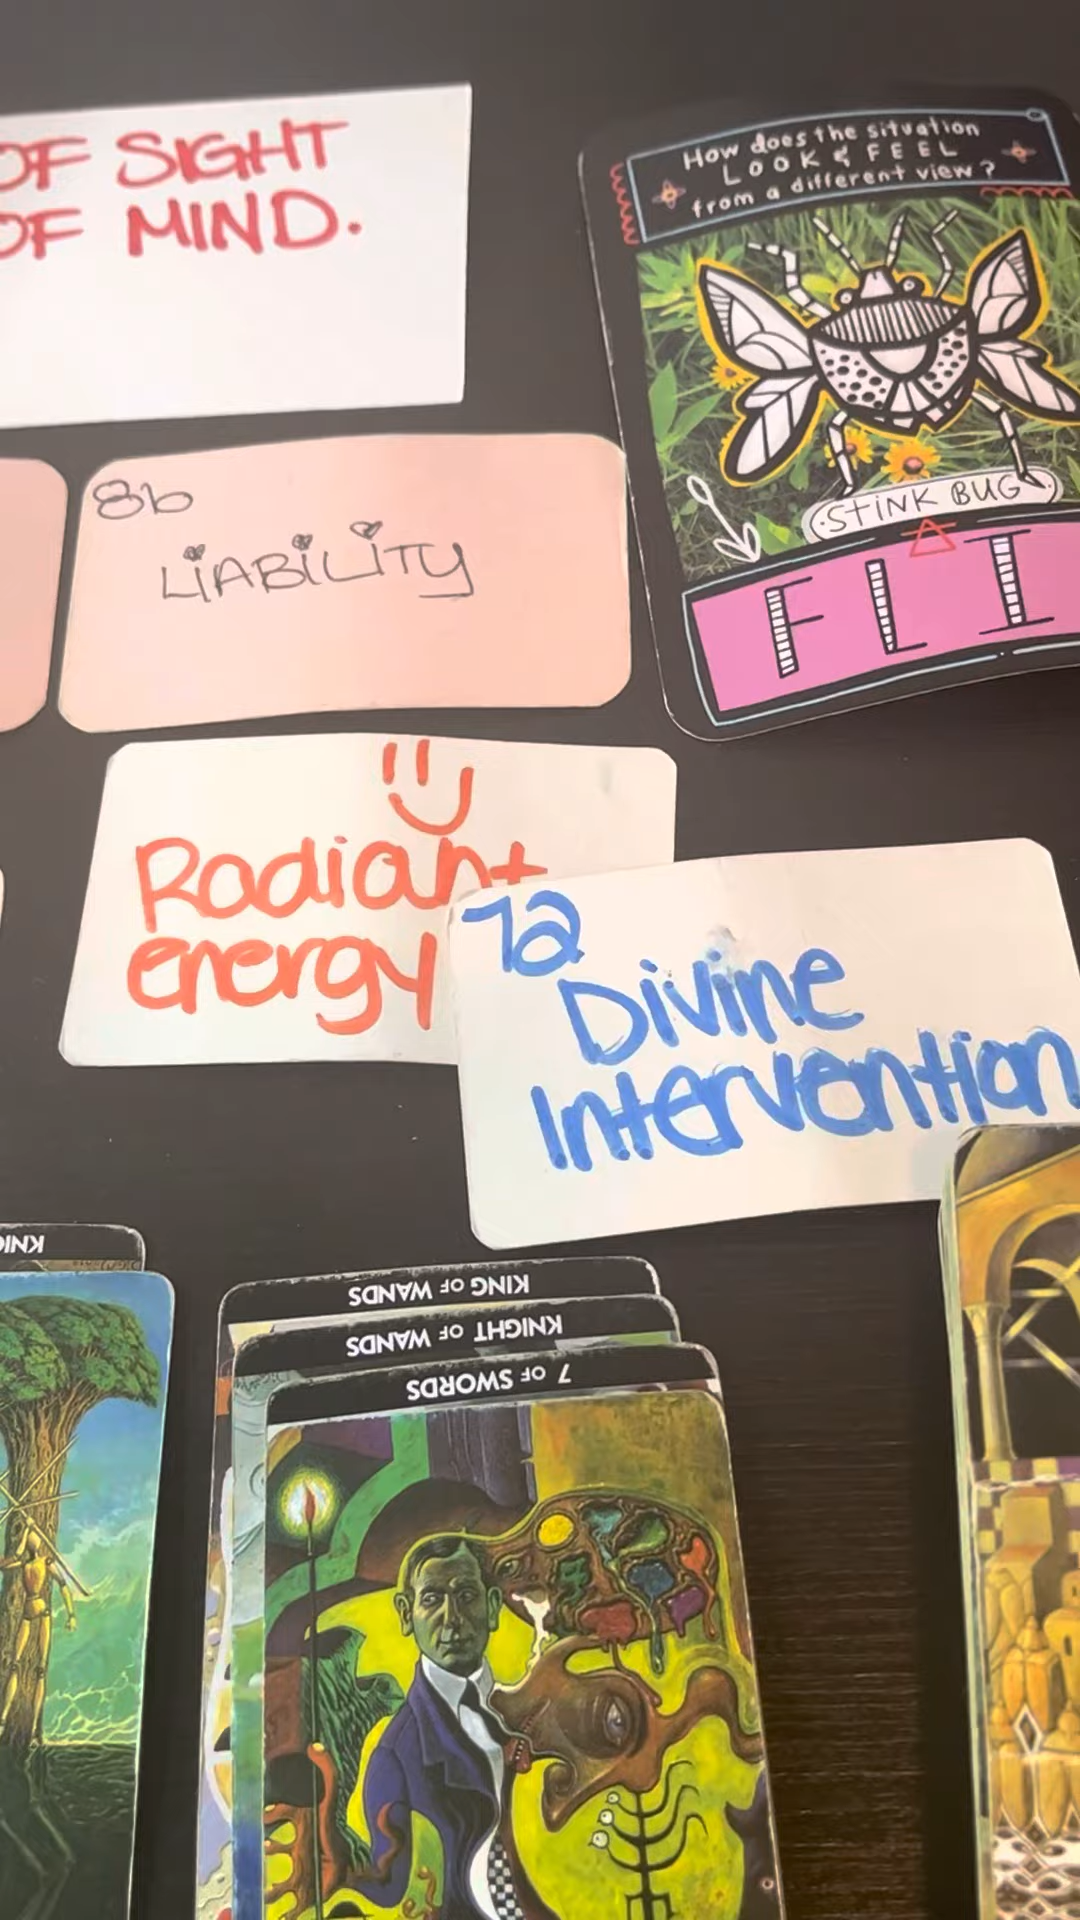 OF SIGHT
OF MIND.
How does the situation
LOOK & FEEL
from a different view?
STINK BUG
FLI
8b
LIABILITY
Radiant
energy
72
Divine
Intervention
KING OF WANDS
KNIGHT OF WANDS
7 OF SWORDS